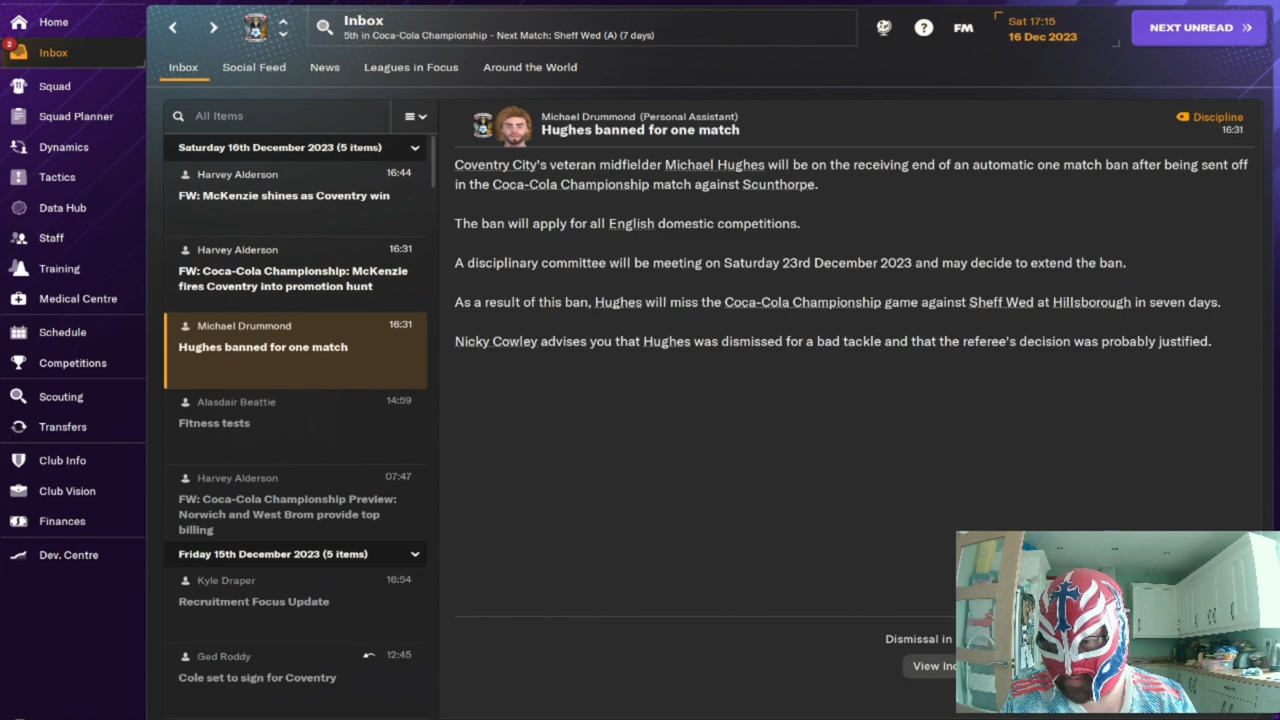 Home
2
Inbox
Squad
Squad Planner
Dynamics
Tactics
Data Hub
Staff
Training
Medical Centre
Schedule
Competitions
Scouting
Transfers
Club Info
Club Vision
Finances
Dev. Centre
Inbox
5th in Coca-Cola Championship - Next Match: Sheff Wed (A) (7 days)
?
FM
Sat 17:15
16 Dec 2023
NEXT UNREAD
Inbox
Social Feed
News
Leagues in Focus
Around the World
All Items
Saturday 16th December 2023 (5 items)
Harvey Alderson 16:44
FW: McKenzie shines as Coventry win
Harvey Alderson 16:31
FW: Coca-Cola Championship: McKenzie
fires Coventry into promotion hunt
Michael Drummond 16:31
Hughes banned for one match
Alasdair Beattie 14:59
Fitness tests
Harvey Alderson 07:47
FW: Coca-Cola Championship Preview:
Norwich and West Brom provide top
billing
Friday 15th December 2023 (5 items)
Kyle Draper 16:54
Recruitment Focus Update
Ged Roddy 12:45
Cole set to sign for Coventry
Michael Drummond (Personal Assistant)
Hughes banned for one match
Discipline
16:31
Coventry City's veteran midfielder Michael Hughes will be on the receiving end of an automatic one match ban after being sent off
in the Coca-Cola Championship match against Scunthorpe.
The ban will apply for all English domestic competitions.
A disciplinary committee will be meeting on Saturday 23rd December 2023 and may decide to extend the ban.
As a result of this ban, Hughes will miss the Coca-Cola Championship game against Sheff Wed at Hillsborough in seven days.
Nicky Cowley advises you that Hughes was dismissed for a bad tackle and that the referee's decision was probably justified.
Dismissal in
View